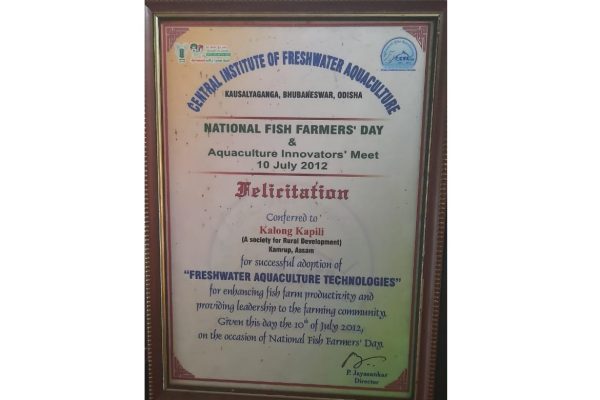 CENTRAL INSTITUTE OF FRESHWATER AQUACULTURE
KAUSALYAGANGA, BHUBANESWAR, ODISHA
NATIONAL FISH FARMERS' DAY
&
Aquaculture Innovators' Meet
10 July 2012
Felicitation
Conferred to
Kalong Kapili
(A society for Rural Development)
Kamrup, Assam
for successful adoption of
"FRESHWATER AQUACULTURE TECHNOLOGIES"
for enhancing fish farm productivity and
providing leadership to the farming community.
Given this day the 10th of July 2012,
on the occasion of National Fish Farmers' Day.
P. Jayasankar
Director